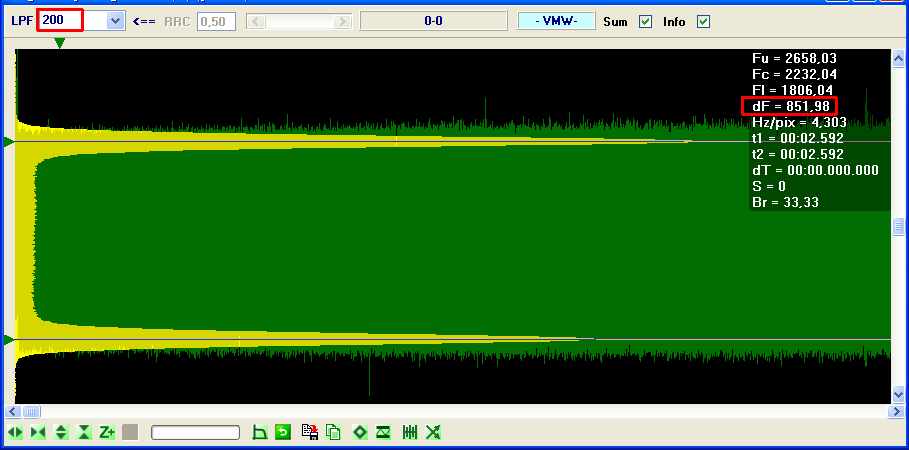 LPF 200 <== RRC 0,50 0-0 - VMW- Sum Info
Fu = 2658,03
Fc = 2232,04
Fl = 1806,04
dF = 851,98
Hz/pix = 4,303
t1 = 00:02.592
t2 = 00:02.592
dT = 00:00.000.000
S = 0
Br = 33,33
Z+